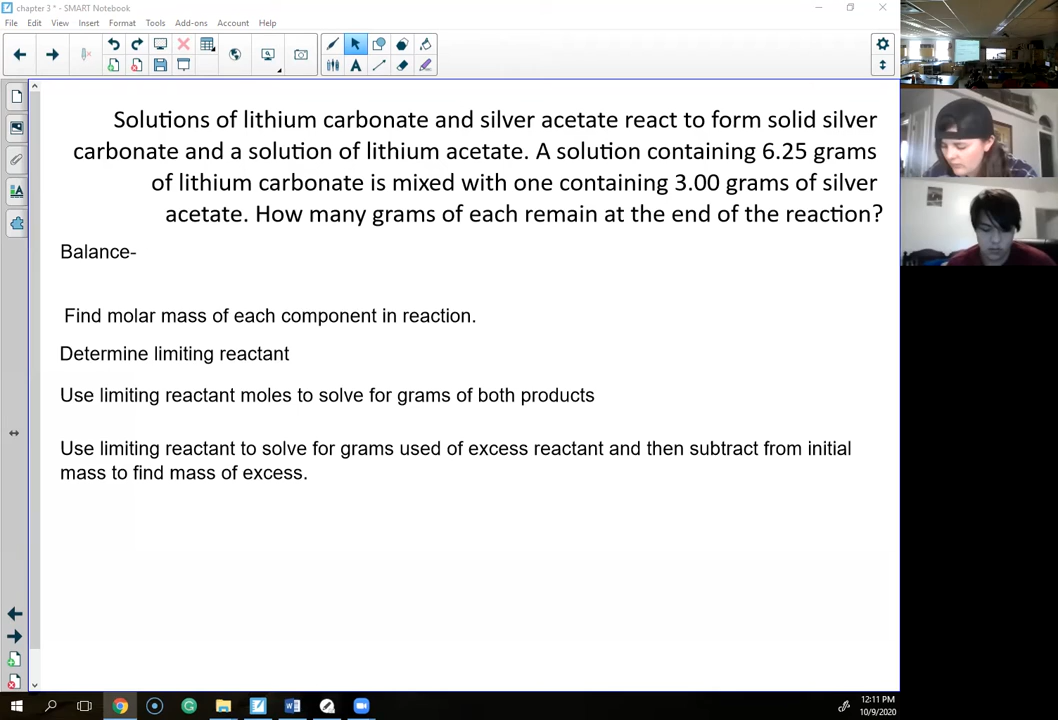 chapter 3 * - SMART Notebook
File Edit View Insert Format Tools Add-ons Account Help
Solutions of lithium carbonate and silver acetate react to form solid silver
carbonate and a solution of lithium acetate. A solution containing 6.25 grams
of lithium carbonate is mixed with one containing 3.00 grams of silver
acetate. How many grams of each remain at the end of the reaction?
Balance-
Find molar mass of each component in reaction.
Determine limiting reactant
Use limiting reactant moles to solve for grams of both products
Use limiting reactant to solve for grams used of excess reactant and then subtract from initial
mass to find mass of excess.
12:11 PM
10/9/2020